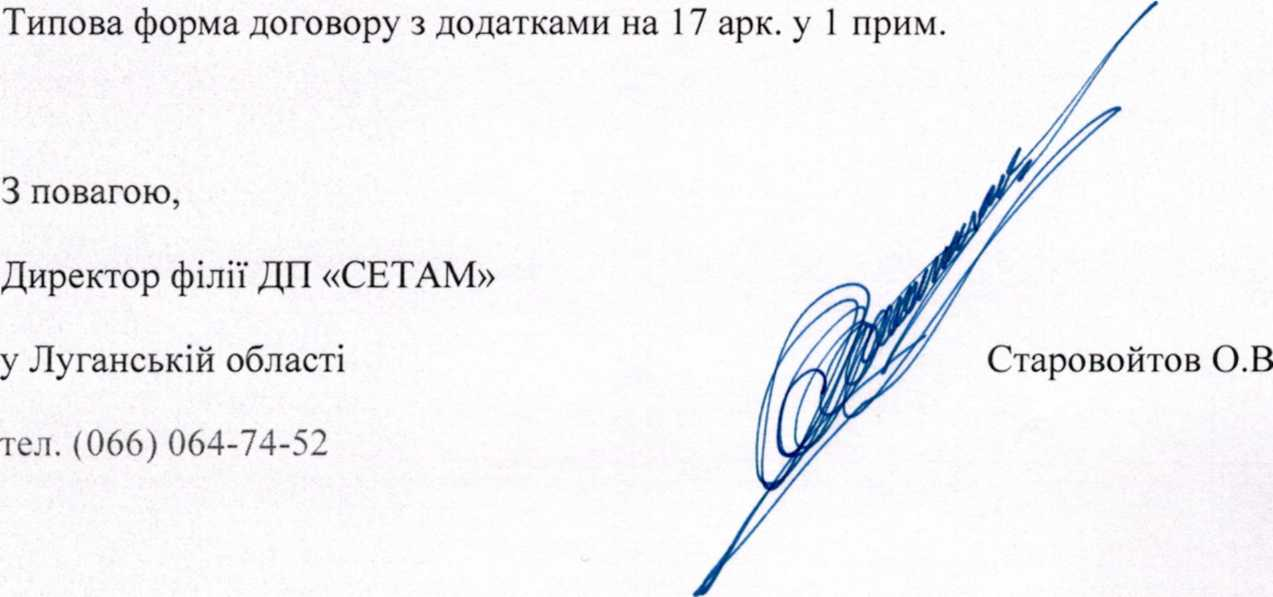 Типова форма договору з додатками на 17 арк. у 1 прим.
З повагою,
Директор філії ДП «СЕТАМ»
у Луганській області
Старовойтов О.В
тел. (066) 064-74-52